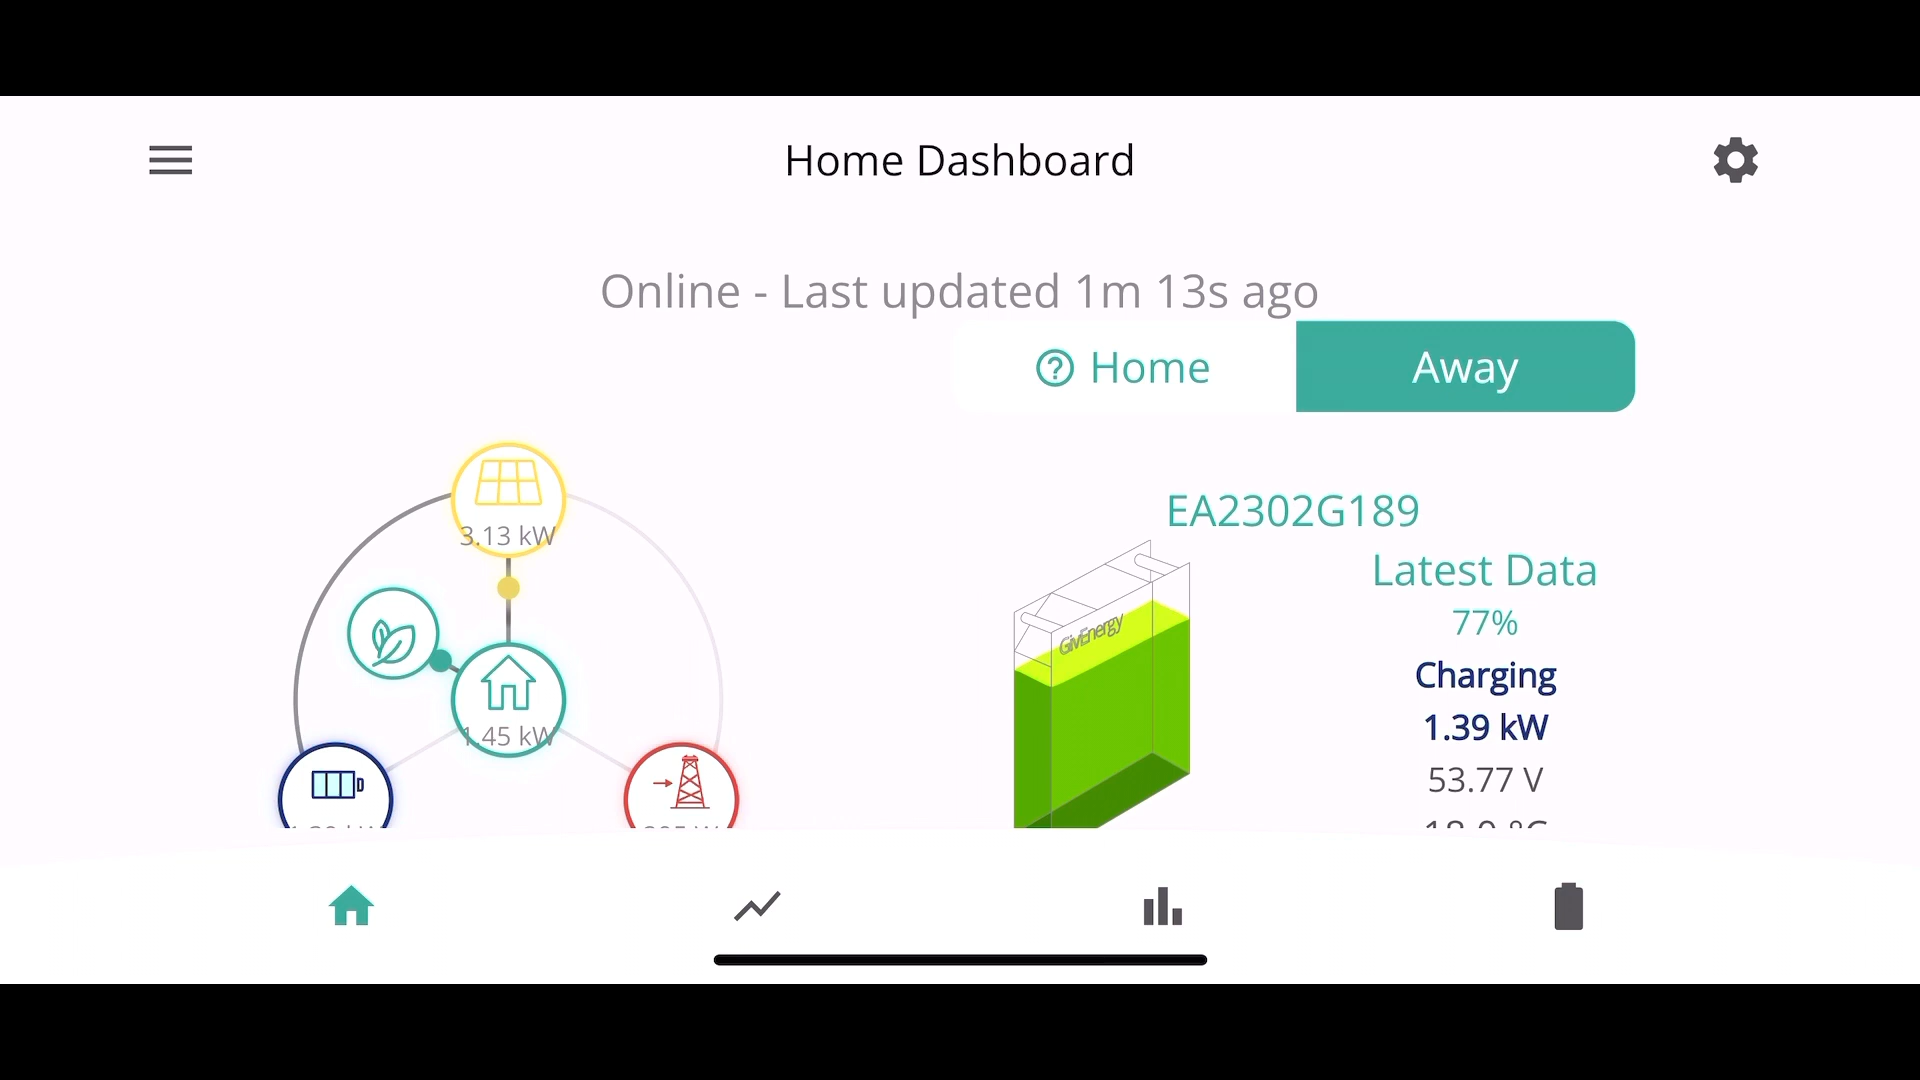 Home Dashboard
Online - Last updated 1m 13s ago
Home
Away
3.13 kW
1.45 kW
EA2302G189
GivEnergy
Latest Data
77%
Charging
1.39 kW
53.77 V